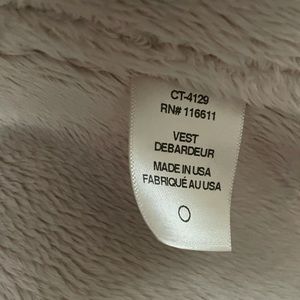 CT-4129
RN# 116611
VEST
DEBARDEUR
MADE IN USA
FABRIQUÉ AU USA